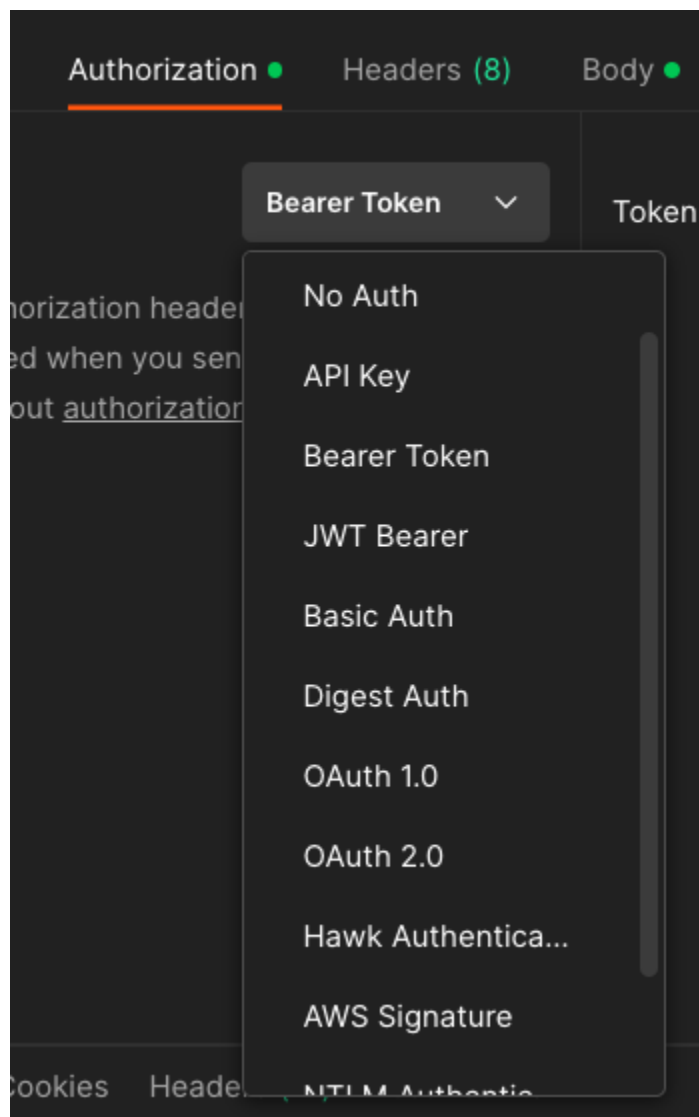 Authorization Headers (8) Body
Bearer Token
Token
No Auth
horization header
API Key
ed when you sen
out authorization
Bearer Token
JWT Bearer
Basic Auth
Digest Auth
OAuth 1.0
OAuth 2.0
Hawk Authentica...
AWS Signature
Cookies Heade
NTLM Authentic